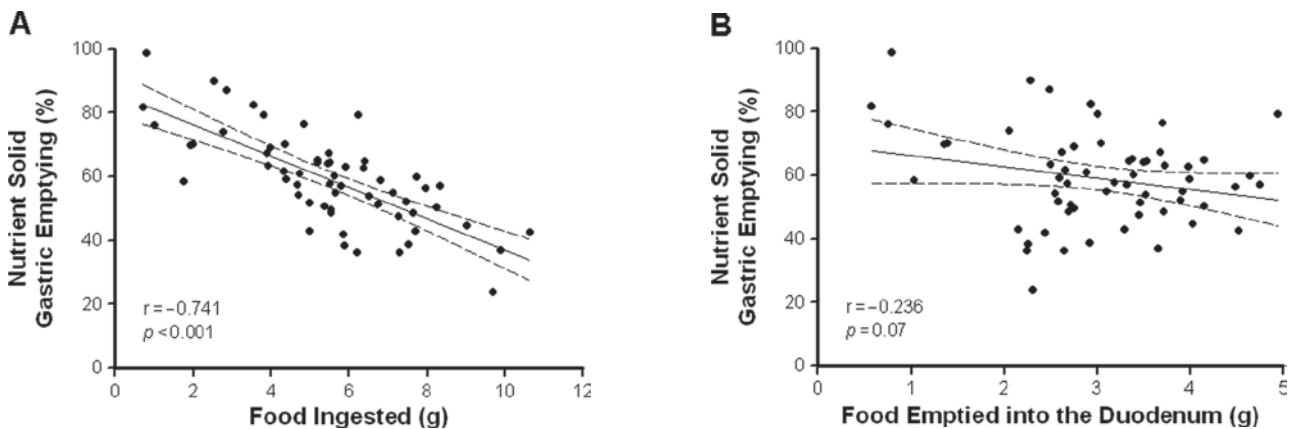 A
Nutrient Solid
Gastric Emptying (%)
100
80
60
40
20
0
r=−0.741
p<0.001
0 2 4 6 8 10 12
Food Ingested (g)
B
Nutrient Solid
Gastric Emptying (%)
100
80
60
40
20
0
r=−0.236
p=0.07
0 1 2 3 4 5
Food Emptied into the Duodenum (g)